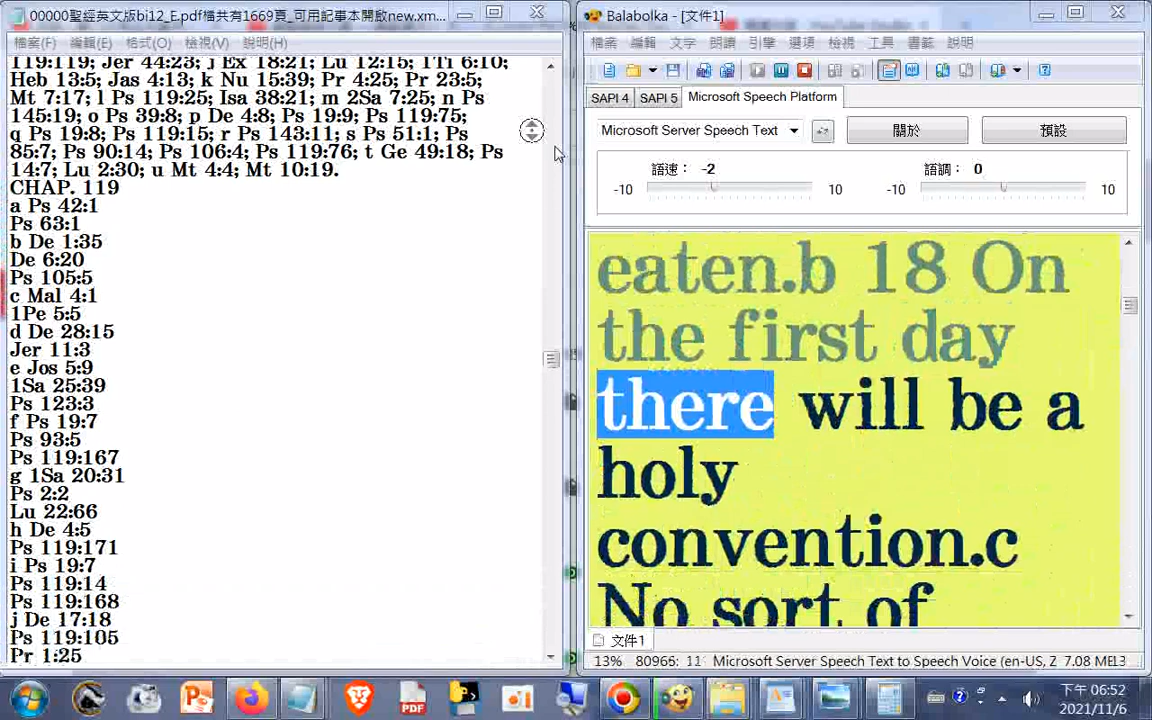 00000聖經英文版bi12_E.pdf檔共有1669頁_可用記事本開啟new.xm...
檔案(F) 編輯(E) 格式(O) 檢視(V) 說明(H)
119:119; Jer 44:23; j Ex 18:21; Lu 12:15; 1Ti 6:10;
Heb 13:5; Jas 4:13; k Nu 15:39; Pr 4:25; Pr 23:5;
Mt 7:17; l Ps 119:25; Isa 38:21; m 2Sa 7:25; n Ps
145:19; o Ps 39:8; p De 4:8; Ps 19:9; Ps 119:75;
q Ps 19:8; Ps 119:15; r Ps 143:11; s Ps 51:1; Ps
85:7; Ps 90:14; Ps 106:4; Ps 119:76; t Ge 49:18; Ps
14:7; Lu 2:30; u Mt 4:4; Mt 10:19.
CHAP. 119
a Ps 42:1
Ps 63:1
b De 1:35
De 6:20
Ps 105:5
c Mal 4:1
1Pe 5:5
d De 28:15
Jer 11:3
e Jos 5:9
1Sa 25:39
Ps 123:3
f Ps 19:7
Ps 93:5
Ps 119:167
g 1Sa 20:31
Ps 2:2
Lu 22:66
h De 4:5
Ps 119:171
i Ps 19:7
Ps 119:14
Ps 119:168
j De 17:18
Ps 119:105
Pr 1:25
Balabolka - [文件1]
檔案 編輯 文字 朗讀 引擎 選項 檢視 工具 書籤 說明
SAPI 4 SAPI 5 Microsoft Speech Platform
Microsoft Server Speech Text 關於 預設
語速: -2 語調: 0
-10 10 -10 10
eaten.b 18 On
the first day
there will be a
holy
convention.c
No sort of
文件1
13% 80966: 11 Microsoft Server Speech Text to Speech Voice (en-US, Z 7.08 ME 13
下午 06:52
2021/11/6